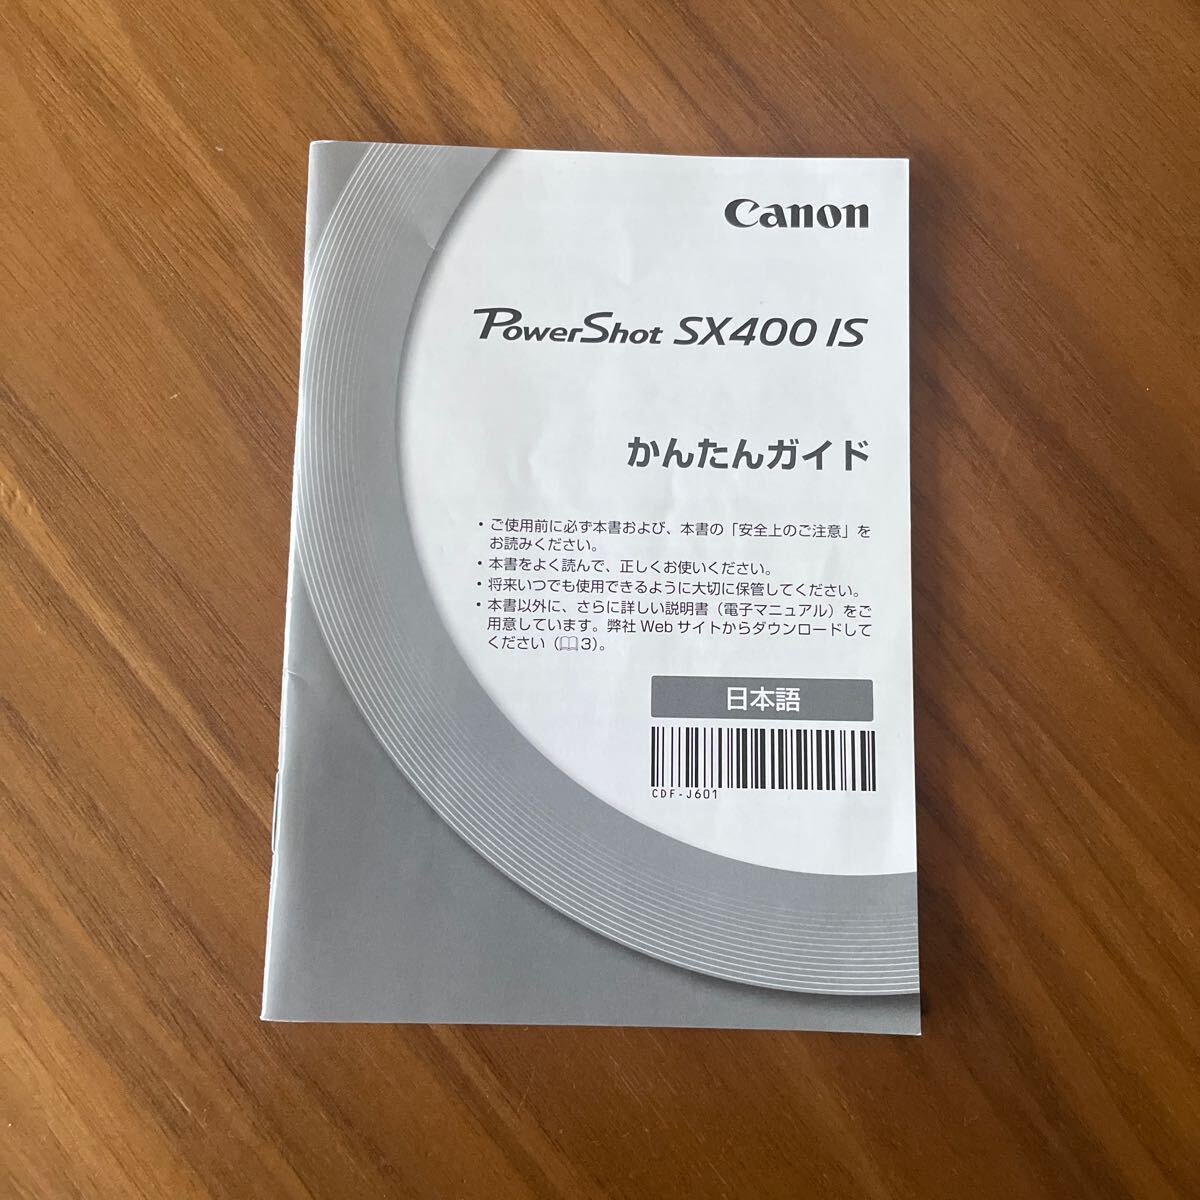 Canon
PowerShot SX400 IS
かんたんガイド
・ご使用前に必ず本書および、本書の「安全上のご注意」を
お読みください。
・本書をよく読んで、正しくお使いください。
・将来いつでも使用できるように大切に保管してください。
・本書以外に、さらに詳しい説明書（電子マニュアル）をご
用意しています。弊社 Web サイトからダウンロードして
ください（📖3）。
日本語
CDF-J601